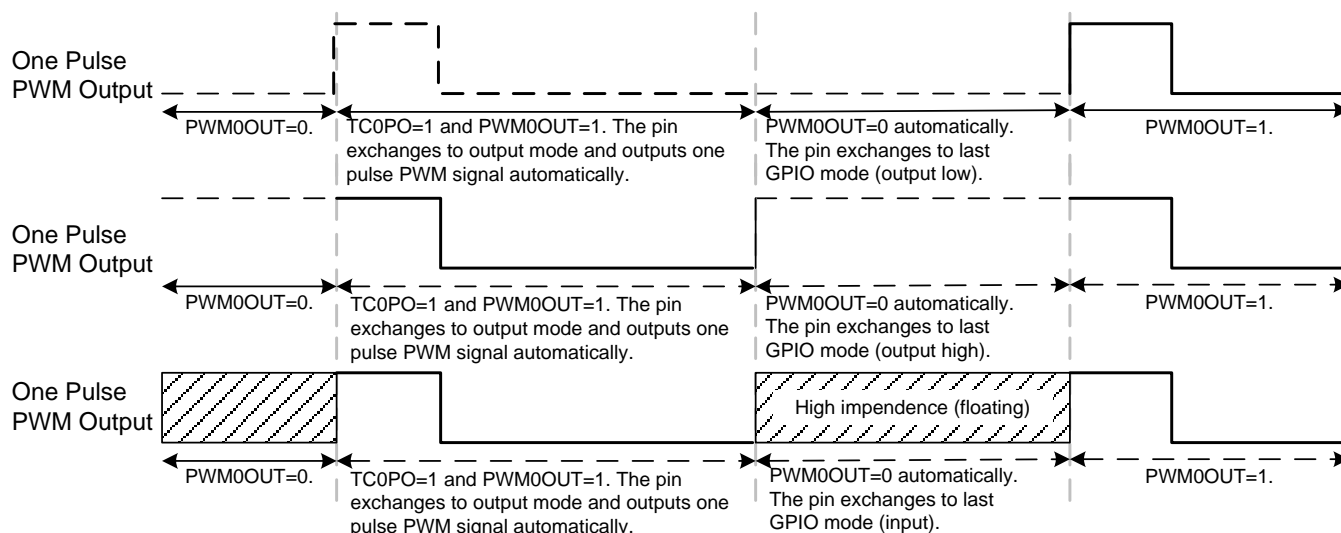 One Pulse
PWM Output
PWM0OUT=0.
TC0PO=1 and PWM0OUT=1. The pin
exchanges to output mode and outputs one
pulse PWM signal automatically.
PWM0OUT=0 automatically.
The pin exchanges to last
GPIO mode (output low).
PWM0OUT=1.
One Pulse
PWM Output
PWM0OUT=0.
TC0PO=1 and PWM0OUT=1. The pin
exchanges to output mode and outputs one
pulse PWM signal automatically.
PWM0OUT=0 automatically.
The pin exchanges to last
GPIO mode (output high).
PWM0OUT=1.
One Pulse
PWM Output
High impendence (floating)
PWM0OUT=0.
TC0PO=1 and PWM0OUT=1. The pin
exchanges to output mode and outputs one
pulse PWM signal automatically.
PWM0OUT=0 automatically.
The pin exchanges to last
GPIO mode (input).
PWM0OUT=1.